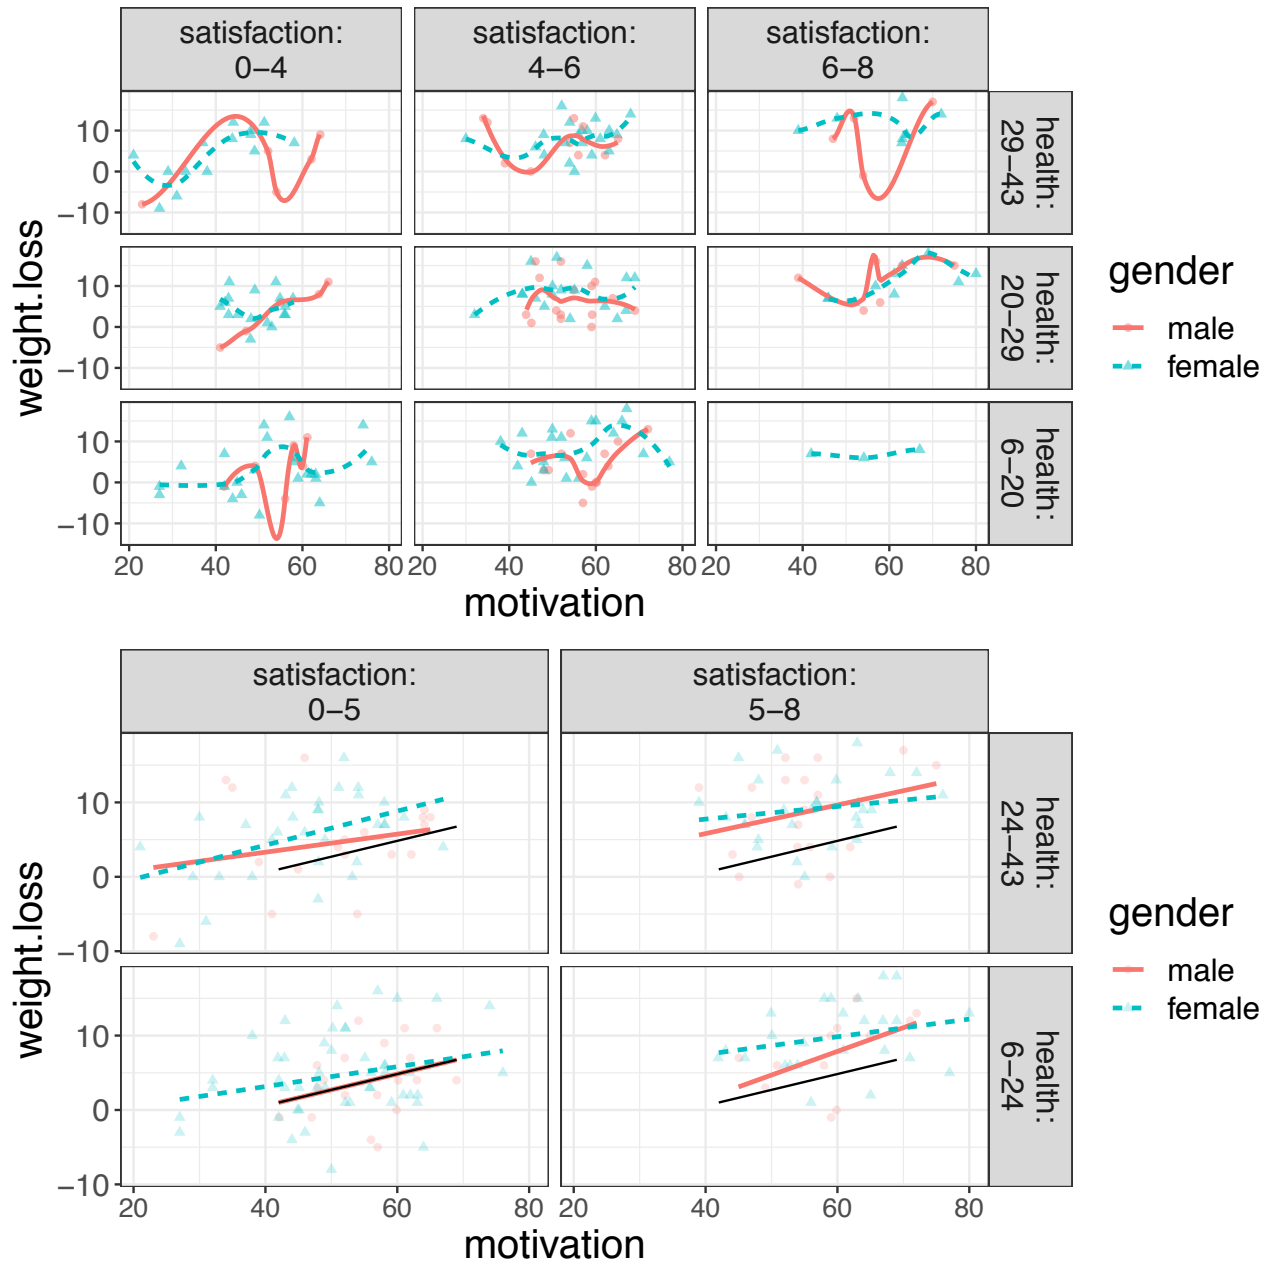 satisfaction:
0−4
satisfaction:
4−6
satisfaction:
6−8
10
0
−10
health:
29−43
10
0
−10
health:
20−29
10
0
−10
health:
6−20
20 40 60 80 20 40 60 80 20 40 60 80
motivation
weight.loss
gender
male
female
satisfaction:
0−5
satisfaction:
5−8
10
0
−10
health:
24−43
10
0
−10
health:
6−24
20 40 60 80 20 40 60 80
motivation
weight.loss
gender
male
female